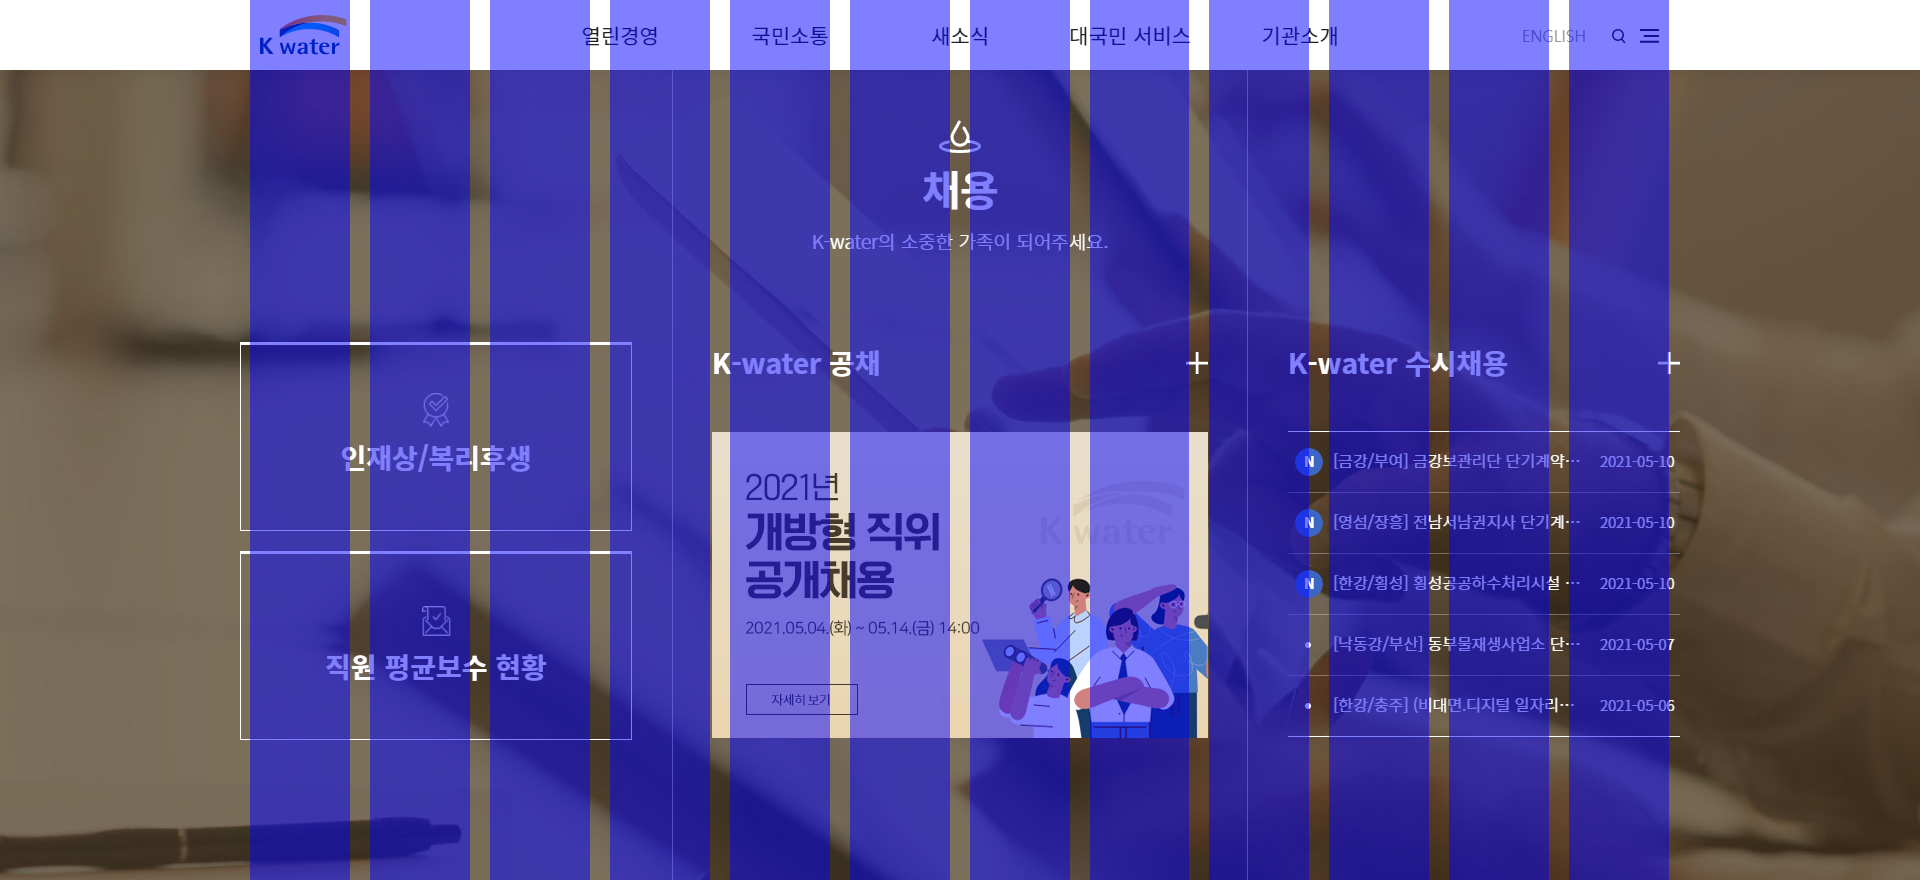 K water
열린경영
국민소통
새소식
대국민 서비스
기관소개
ENGLISH
채용
K-water의 소중한 가족이 되어주세요.
인재상/복리후생
직원 평균보수 현황
K-water 공채
2021년
개방형 직위
공개채용
2021.05.04.(화) ~ 05.14.(금) 14:00
자세히 보기
K water
K-water 수시채용
N [금강/부여] 금강보관리단 단기계약··· 2021-05-10
N [영섬/장흥] 전남서남권지사 단기계··· 2021-05-10
N [한강/횡성] 횡성공공하수처리시설 ··· 2021-05-10
[낙동강/부산] 동부물재생사업소 단··· 2021-05-07
[한강/충주] (비대면.디지털 일자리··· 2021-05-06